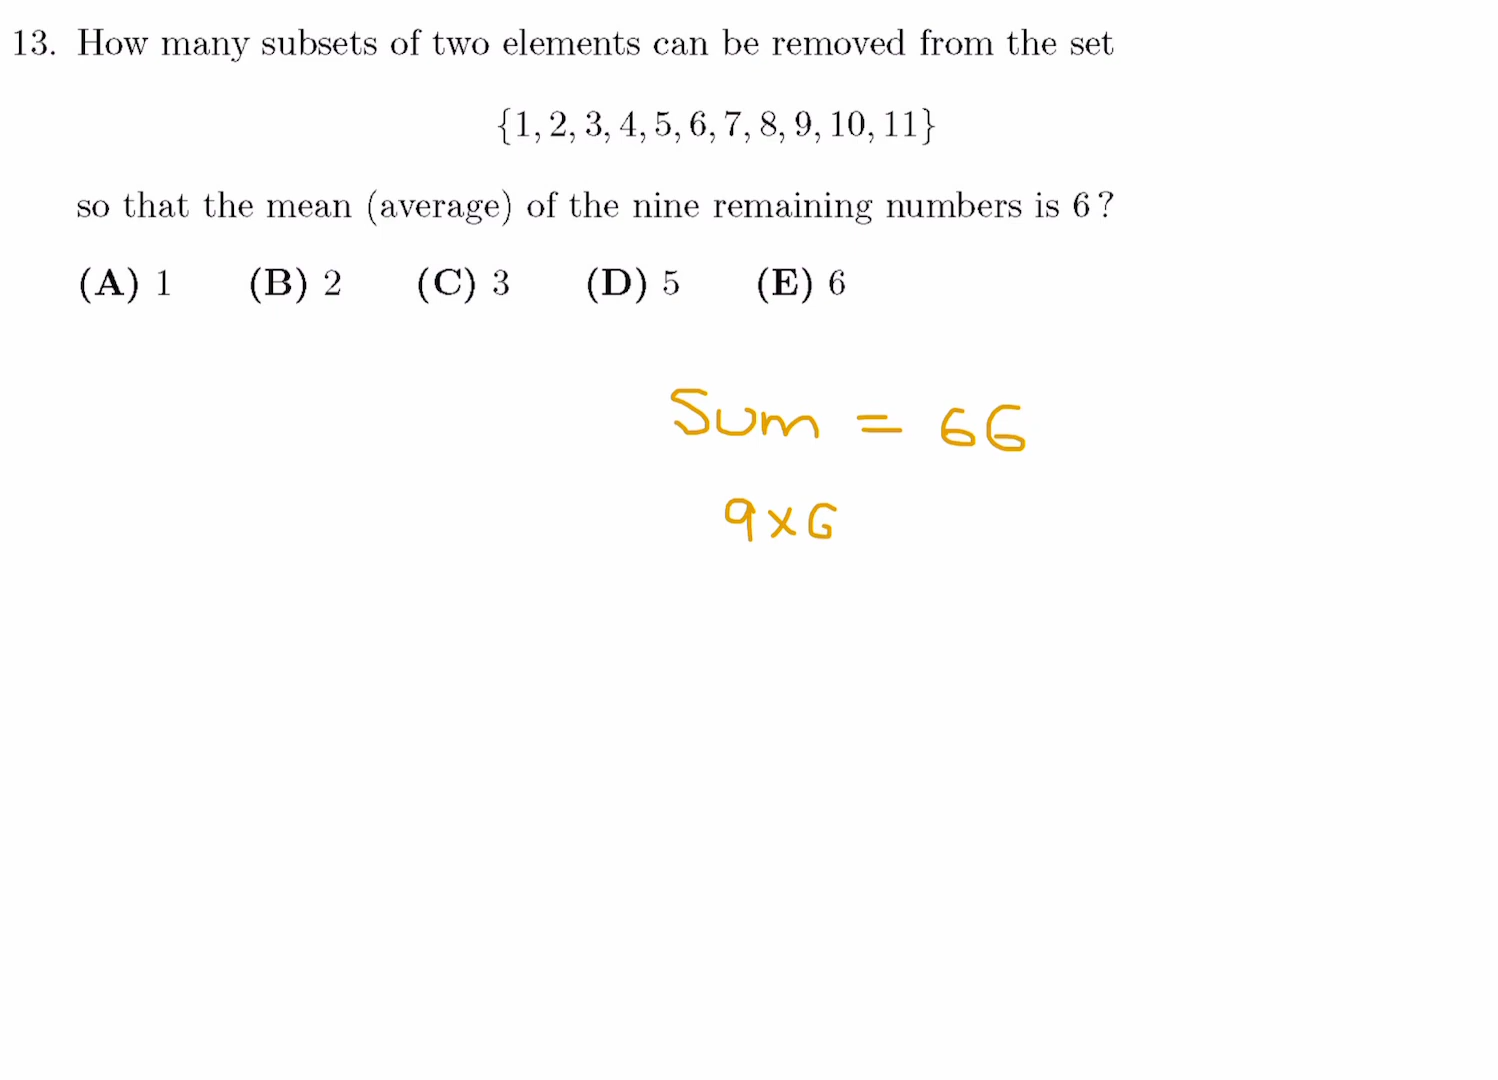 13. How many subsets of two elements can be removed from the set
{1, 2, 3, 4, 5, 6, 7, 8, 9, 10, 11}
so that the mean (average) of the nine remaining numbers is 6 ?
(A) 1 (B) 2 (C) 3 (D) 5 (E) 6
Sum = 66
9 x 6